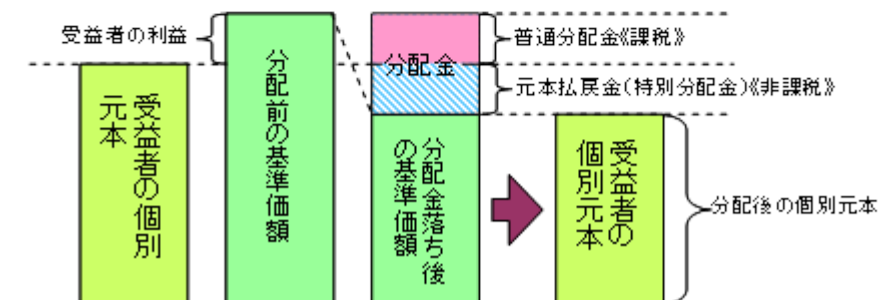 受益者の利益
普通分配金《課税》
分配金
元本払戻金(特別分配金)《非課税》
受益者の個別
元本
分配前の基準価額
分配金落ち後
の基準価額
受益者の
個別元本
分配後の個別元本